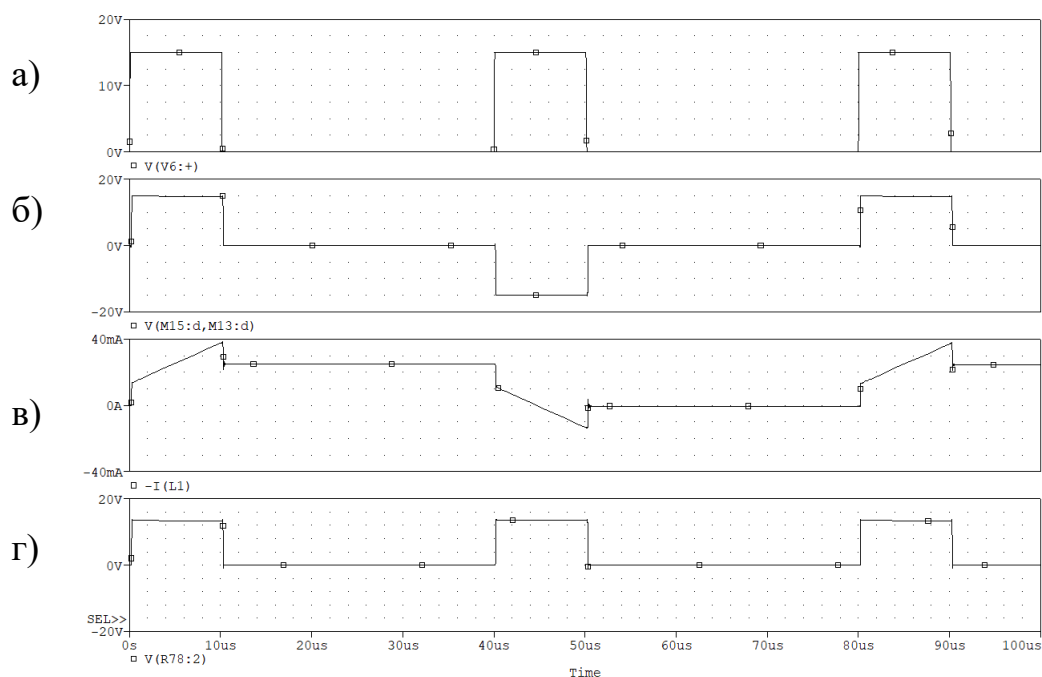 20V
а)
10V
0V
V(V6:+)
20V
б)
0V
-20V
V(M15:d,M13:d)
40mA
0A
в)
-40mA
-I(L1)
20V
г)
0V
SEL>>
-20V
0s 10us 20us 30us 40us 50us 60us 70us 80us 90us 100us
V(R78:2)
Time